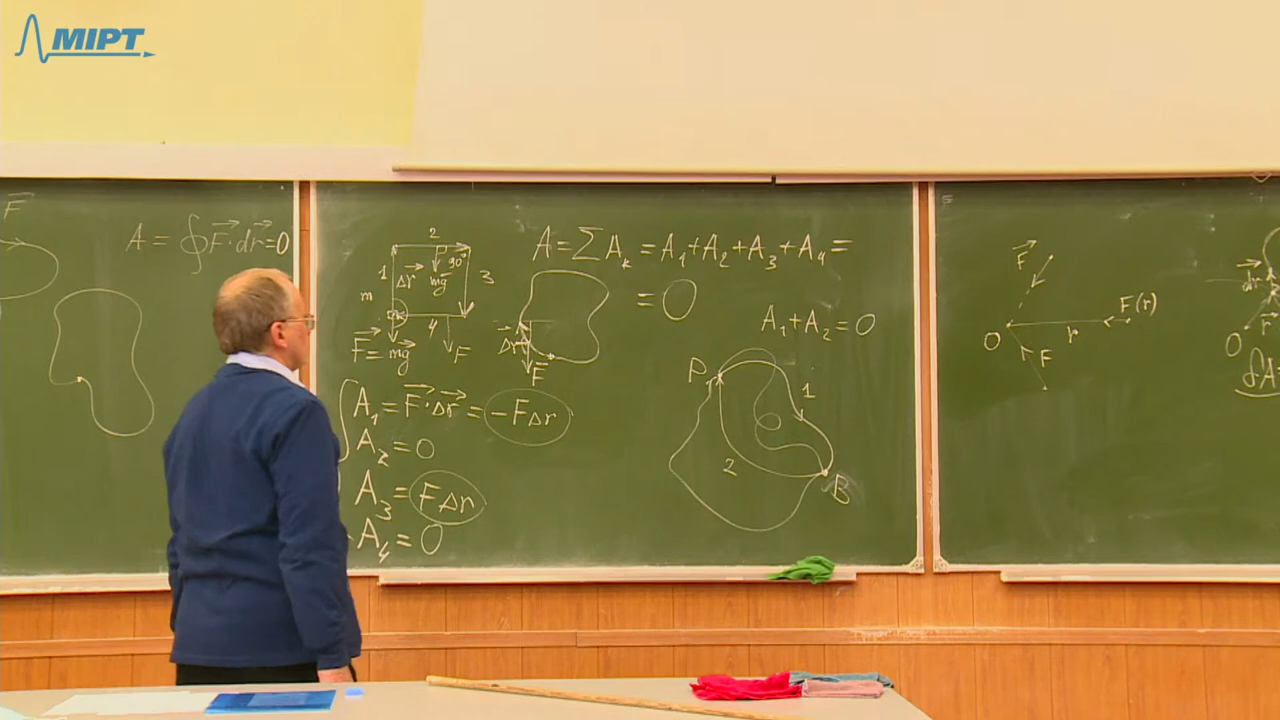 MIPT
F⃗
A = ∮F⃗·dr⃗ = 0
1 2 3 4
Δr⃗ mg⃗ 90°
m
F⃗
F⃗ = mg⃗
A₁ = F⃗·Δr⃗ = -FΔr
A₂ = 0
A₃ = FΔr
A₄ = 0
A = ΣAₖ = A₁+A₂+A₃+A₄ =
= 0
Δr⃗
F⃗
A₁+A₂=0
P
1
2
B
F⃗
F(r)
O r
F
dr⃗
r⃗
O